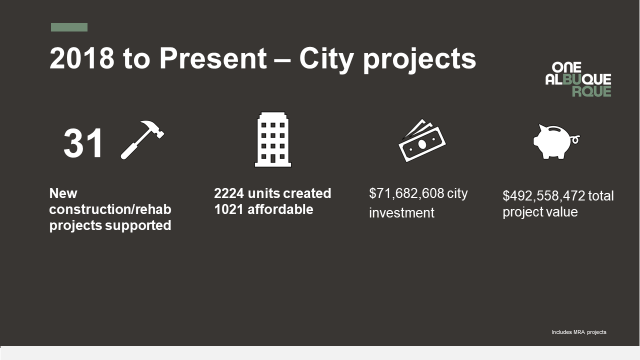 2018 to Present – City projects
ONE
ALBUQUE
RQUE
31
New
construction/rehab
projects supported
2224 units created
1021 affordable
$71,682,608 city
investment
$492,558,472 total
project value
Includes MRA projects